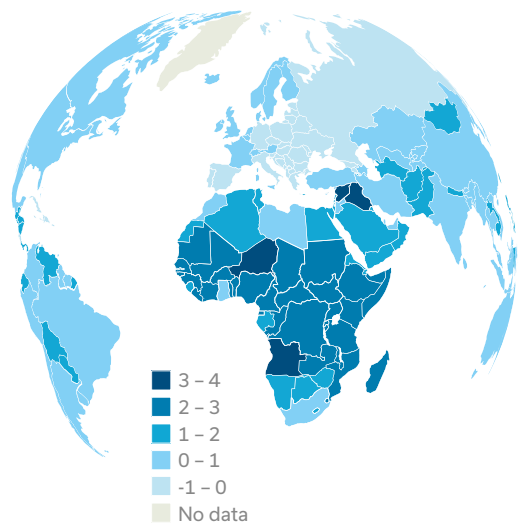 3 – 4
2 – 3
1 – 2
0 – 1
-1 – 0
No data